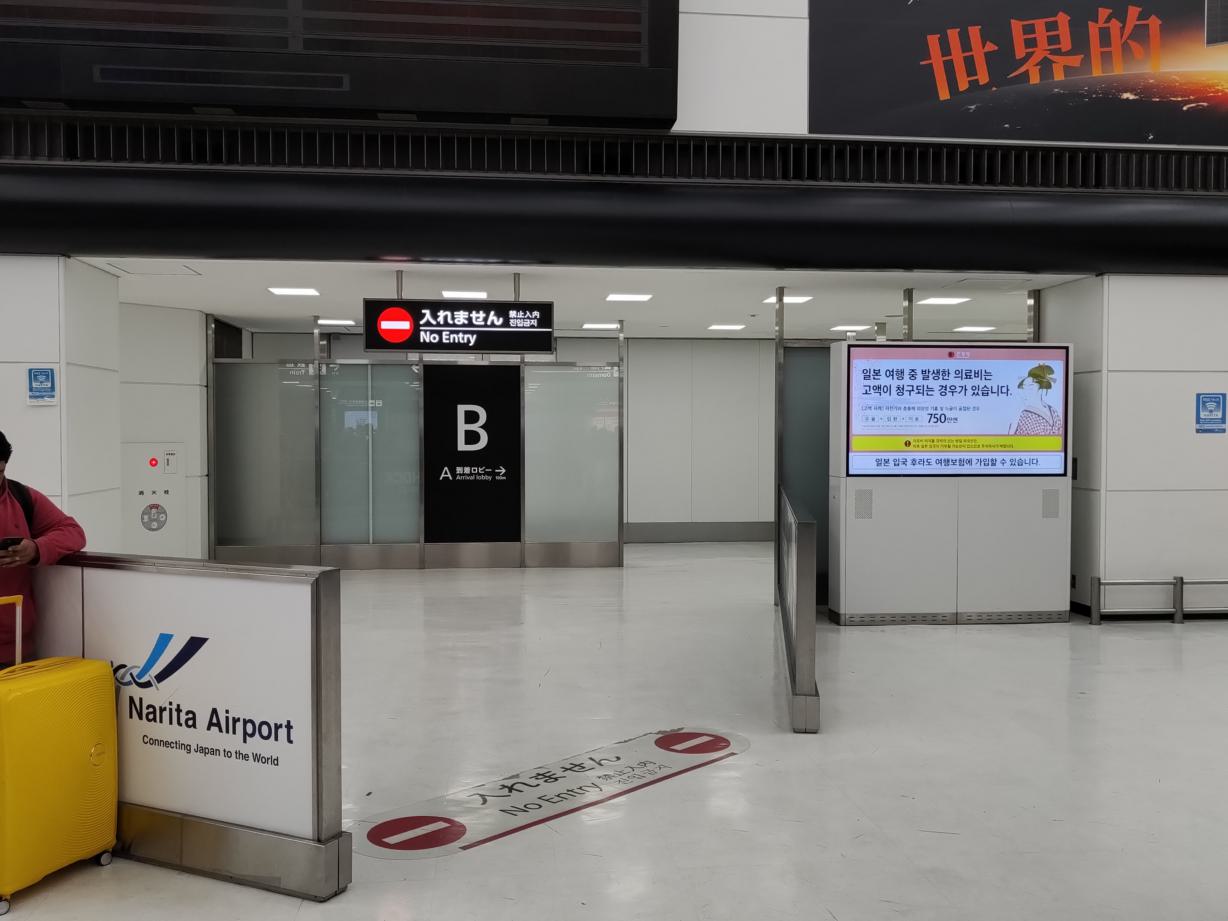 世界的
入れません
禁止入内
진입금지
No Entry
B
A
到着ロビー
Arrival lobby
일본 여행 중 발생한 의료비는
고액이 청구되는 경우가 있습니다.
750만엔
일본 입국 후라도 여행보험에 가입할 수 있습니다.
消火栓
Narita Airport
Connecting Japan to the World
入れません
禁止入内
No Entry
진입금지